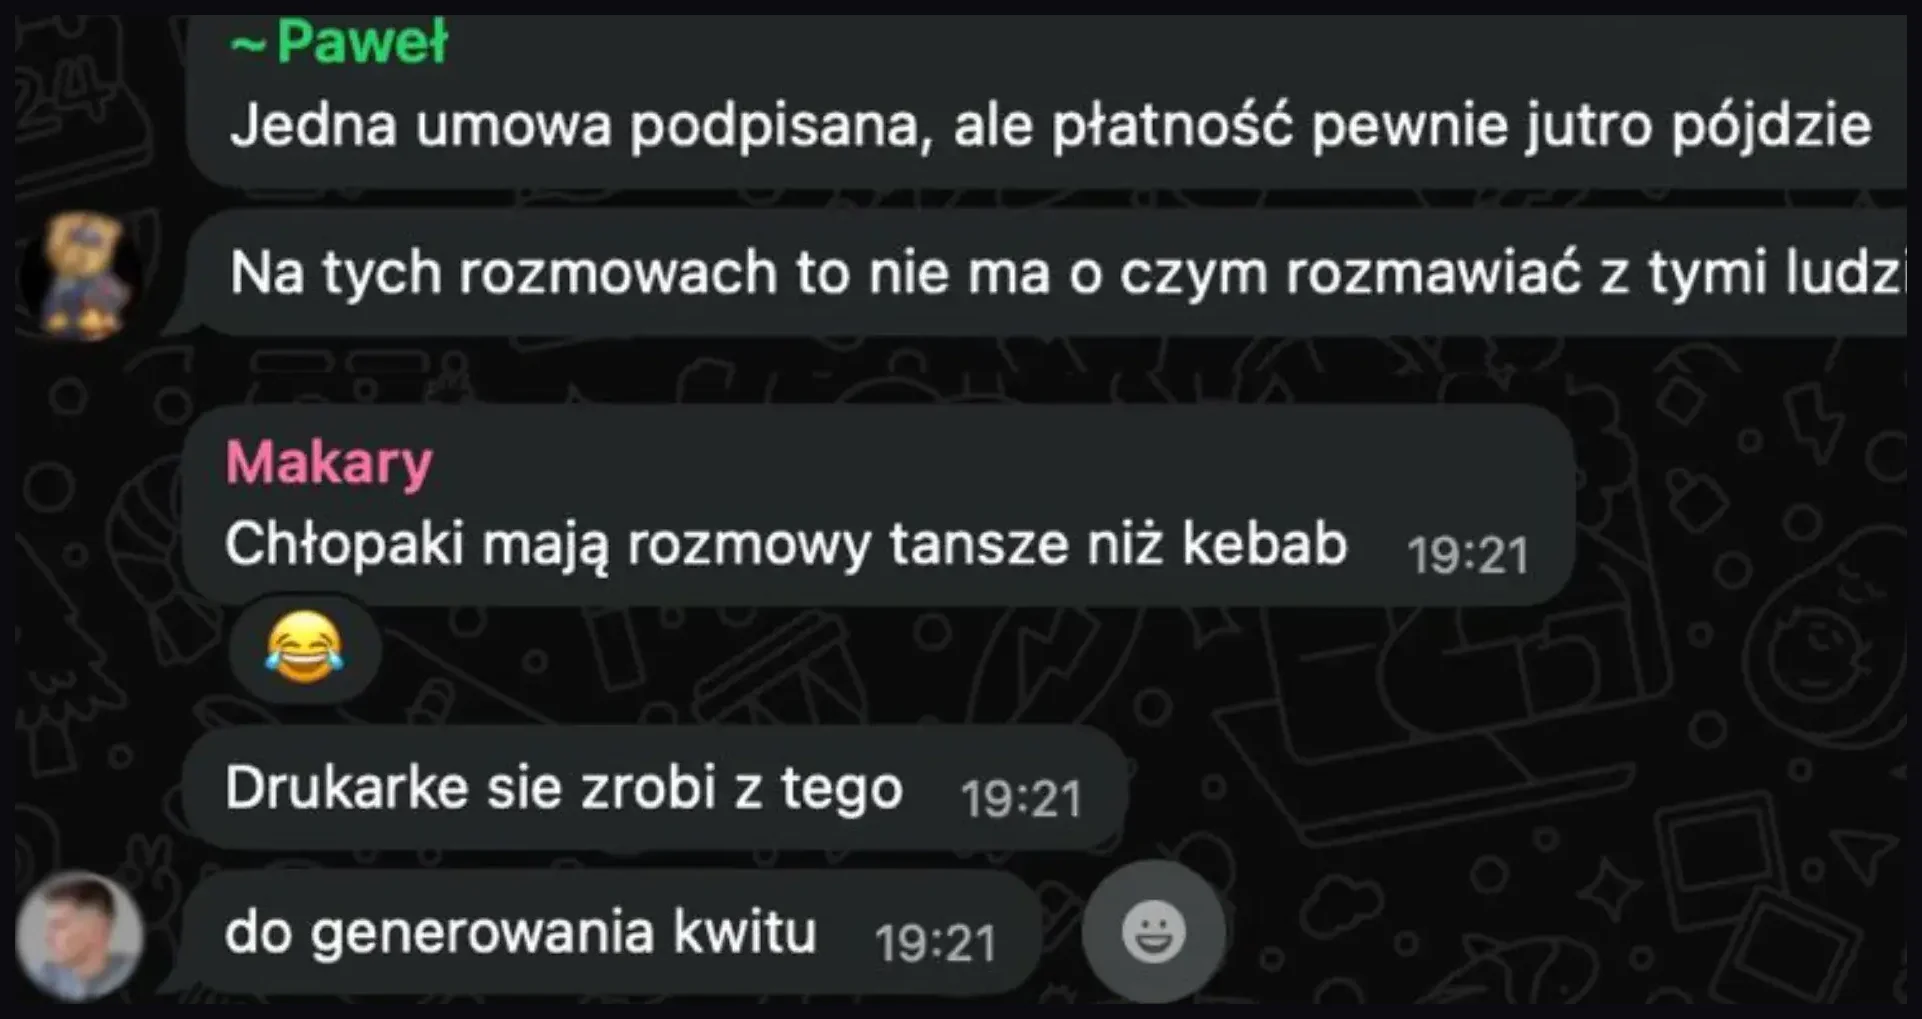 ~ Paweł
Jedna umowa podpisana, ale płatność pewnie jutro pójdzie
Na tych rozmowach to nie ma o czym rozmawiać z tymi ludzi
Makary
Chłopaki mają rozmowy tansze niż kebab 19:21
Drukarke sie zrobi z tego 19:21
do generowania kwitu 19:21